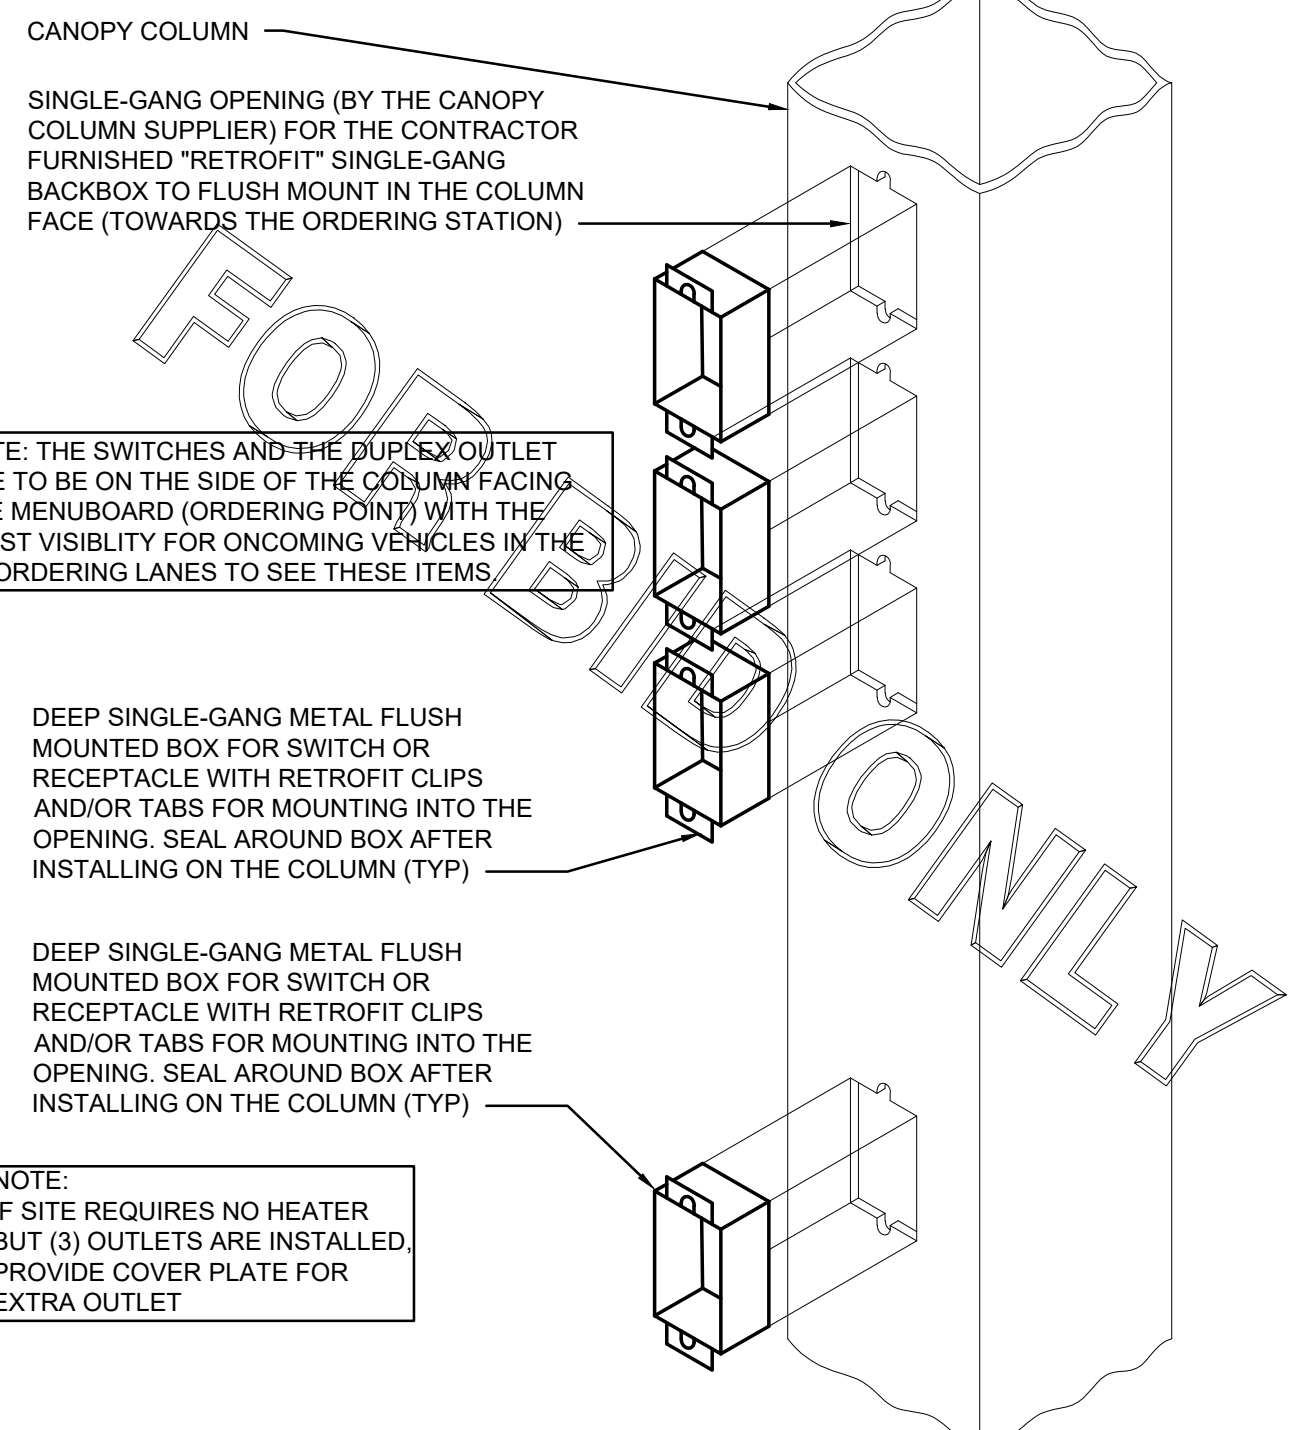 CANOPY COLUMN
SINGLE-GANG OPENING (BY THE CANOPY
COLUMN SUPPLIER) FOR THE CONTRACTOR
FURNISHED "RETROFIT" SINGLE-GANG
BACKBOX TO FLUSH MOUNT IN THE COLUMN
FACE (TOWARDS THE ORDERING STATION)
FOR BID ONLY
TE: THE SWITCHES AND THE DUPLEX OUTLET
E TO BE ON THE SIDE OF THE COLUMN FACING
E MENUBOARD (ORDERING POINT) WITH THE
ST VISIBLITY FOR ONCOMING VEHICLES IN THE
ORDERING LANES TO SEE THESE ITEMS.
DEEP SINGLE-GANG METAL FLUSH
MOUNTED BOX FOR SWITCH OR
RECEPTACLE WITH RETROFIT CLIPS
AND/OR TABS FOR MOUNTING INTO THE
OPENING. SEAL AROUND BOX AFTER
INSTALLING ON THE COLUMN (TYP)
DEEP SINGLE-GANG METAL FLUSH
MOUNTED BOX FOR SWITCH OR
RECEPTACLE WITH RETROFIT CLIPS
AND/OR TABS FOR MOUNTING INTO THE
OPENING. SEAL AROUND BOX AFTER
INSTALLING ON THE COLUMN (TYP)
NOTE:
F SITE REQUIRES NO HEATER
BUT (3) OUTLETS ARE INSTALLED,
PROVIDE COVER PLATE FOR
EXTRA OUTLET